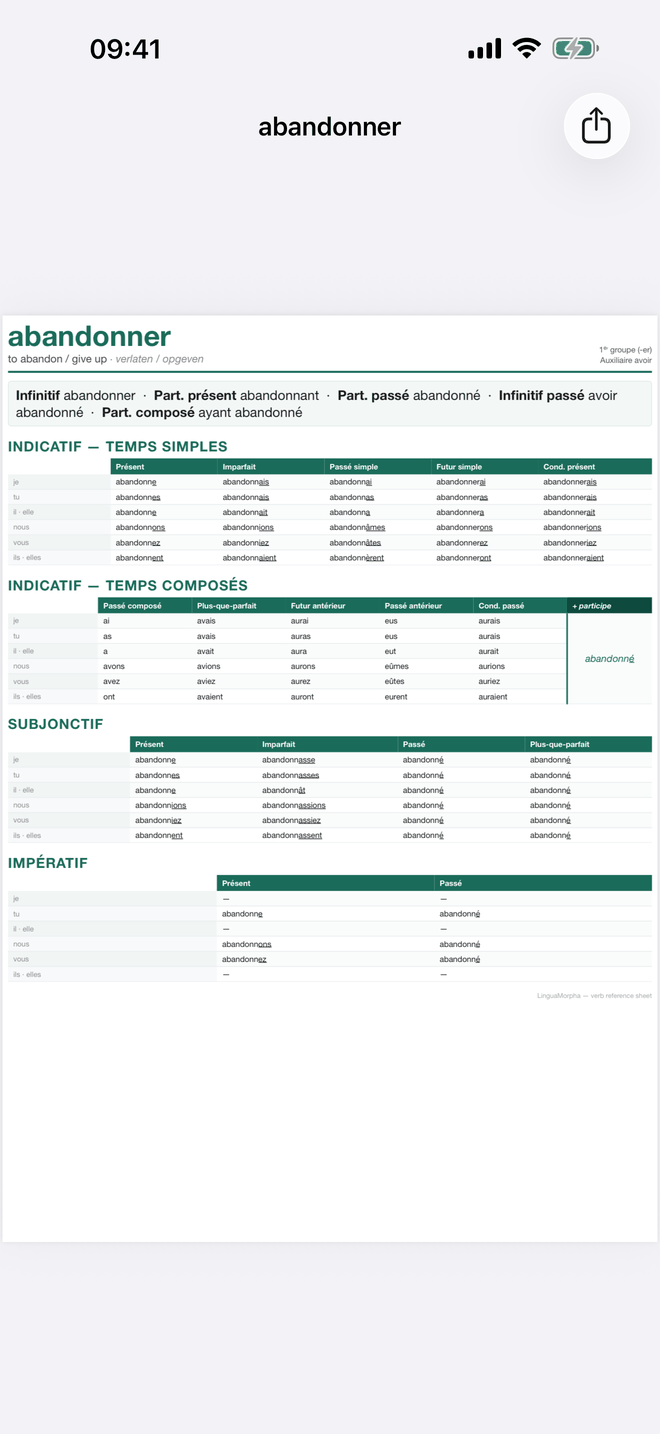 09:41
abandonner
abandonner
to abandon / give up · verlaten / opgeven
1er groupe (-er)
Auxiliaire avoir
Infinitif abandonner · Part. présent abandonnant · Part. passé abandonné · Infinitif passé avoir
abandonné · Part. composé ayant abandonné
INDICATIF — TEMPS SIMPLES
Présent Imparfait Passé simple Futur simple Cond. présent
je abandonne abandonnais abandonnai abandonnerai abandonnerais
tu abandonnes abandonnais abandonnas abandonneras abandonnerais
il · elle abandonne abandonnait abandonna abandonnera abandonnerait
nous abandonnons abandonnions abandonnâmes abandonnerons abandonnerions
vous abandonnez abandonniez abandonnâtes abandonnerez abandonneriez
ils · elles abandonnent abandonnaient abandonnèrent abandonneront abandonneraient
INDICATIF — TEMPS COMPOSÉS
Passé composé Plus-que-parfait Futur antérieur Passé antérieur Cond. passé + participe
je ai avais aurai eus aurais
tu as avais auras eus aurais
il · elle a avait aura eut aurait
abandonné
nous avons avions aurons eûmes aurions
vous avez aviez aurez eûtes auriez
ils · elles ont avaient auront eurent auraient
SUBJONCTIF
Présent Imparfait Passé Plus-que-parfait
je abandonne abandonnasse abandonné abandonné
tu abandonnes abandonnasses abandonné abandonné
il · elle abandonne abandonnât abandonné abandonné
nous abandonnions abandonnassions abandonné abandonné
vous abandonniez abandonnassiez abandonné abandonné
ils · elles abandonnent abandonnassent abandonné abandonné
IMPÉRATIF
Présent Passé
je — —
tu abandonne abandonné
il · elle — —
nous abandonnons abandonné
vous abandonnez abandonné
ils · elles — —
LinguaMorpha — verb reference sheet